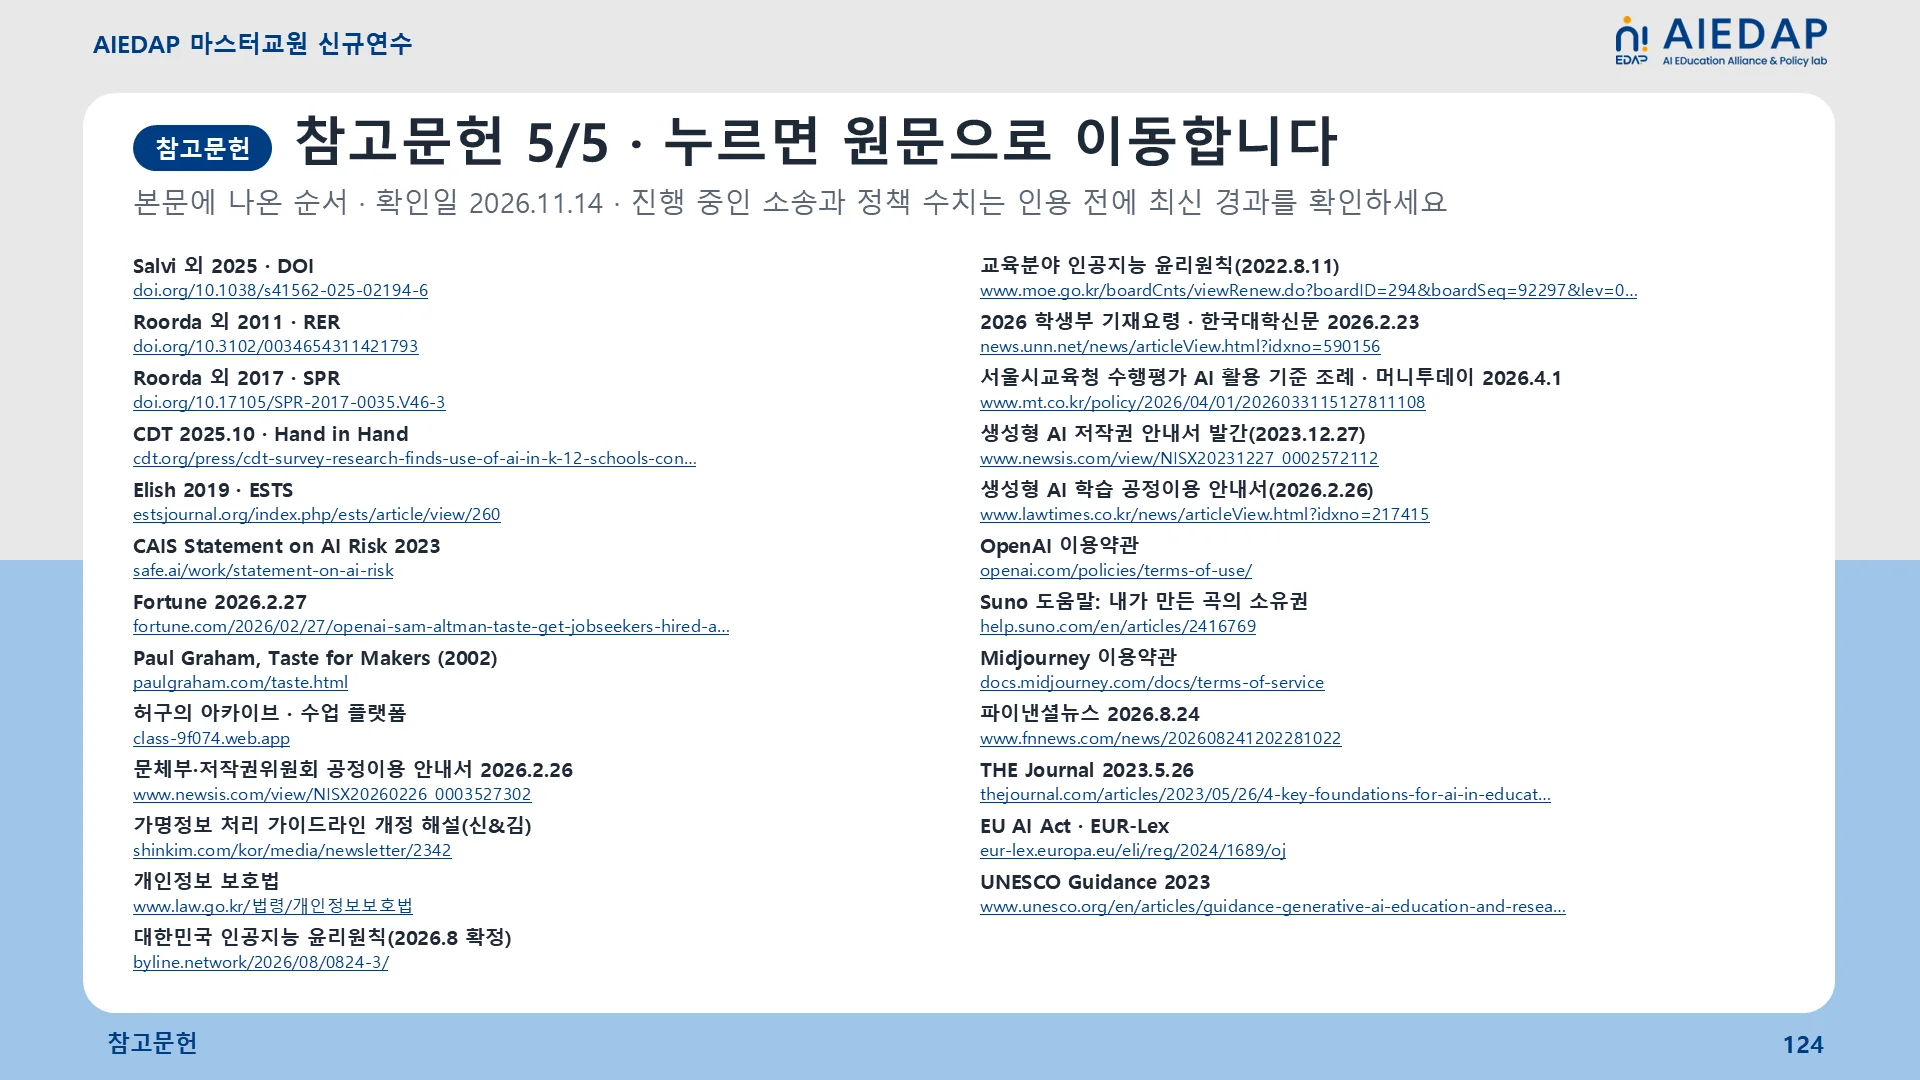 AIEDAP 마스터교원 신규연수
AIEDAP
EDAP
AI EDucation Alliance & Policy lab
참고문헌
참고문헌 5/5 · 누르면 원문으로 이동합니다
본문에 나온 순서 · 확인일 2026.11.14 · 진행 중인 소송과 정책 수치는 인용 전에 최신 경과를 확인하세요
Salvi 외 2025 · DOI
doi.org/10.1038/s41562-025-02194-6
Roorda 외 2011 · RER
doi.org/10.3102/0034654311421793
Roorda 외 2017 · SPR
doi.org/10.17105/SPR-2017-0035.V46-3
CDT 2025.10 · Hand in Hand
cdt.org/press/cdt-survey-research-finds-use-of-ai-in-k-12-schools-con...
Elish 2019 · ESTS
estsjournal.org/index.php/ests/article/view/260
CAIS Statement on AI Risk 2023
safe.ai/work/statement-on-ai-risk
Fortune 2026.2.27
fortune.com/2026/02/27/openai-sam-altman-taste-get-jobseekers-hired-a...
Paul Graham, Taste for Makers (2002)
paulgraham.com/taste.html
허구의 아카이브 · 수업 플랫폼
class-9f074.web.app
문체부·저작권위원회 공정이용 안내서 2026.2.26
www.newsis.com/view/NISX20260226_0003527302
가명정보 처리 가이드라인 개정 해설(신&김)
shinkim.com/kor/media/newsletter/2342
개인정보 보호법
www.law.go.kr/법령/개인정보보호법
대한민국 인공지능 윤리원칙(2026.8 확정)
byline.network/2026/08/0824-3/
교육분야 인공지능 윤리원칙(2022.8.11)
www.moe.go.kr/boardCnts/viewRenew.do?boardID=294&boardSeq=92297&lev=0...
2026 학생부 기재요령 · 한국대학신문 2026.2.23
news.unn.net/news/articleView.html?idxno=590156
서울시교육청 수행평가 AI 활용 기준 조례 · 머니투데이 2026.4.1
www.mt.co.kr/policy/2026/04/01/2026033115127811108
생성형 AI 저작권 안내서 발간(2023.12.27)
www.newsis.com/view/NISX20231227_0002572112
생성형 AI 학습 공정이용 안내서(2026.2.26)
www.lawtimes.co.kr/news/articleView.html?idxno=217415
OpenAI 이용약관
openai.com/policies/terms-of-use/
Suno 도움말: 내가 만든 곡의 소유권
help.suno.com/en/articles/2416769
Midjourney 이용약관
docs.midjourney.com/docs/terms-of-service
파이낸셜뉴스 2026.8.24
www.fnnews.com/news/202608241202281022
THE Journal 2023.5.26
thejournal.com/articles/2023/05/26/4-key-foundations-for-ai-in-educat...
EU AI Act · EUR-Lex
eur-lex.europa.eu/eli/reg/2024/1689/oj
UNESCO Guidance 2023
www.unesco.org/en/articles/guidance-generative-ai-education-and-resea...
참고문헌
124